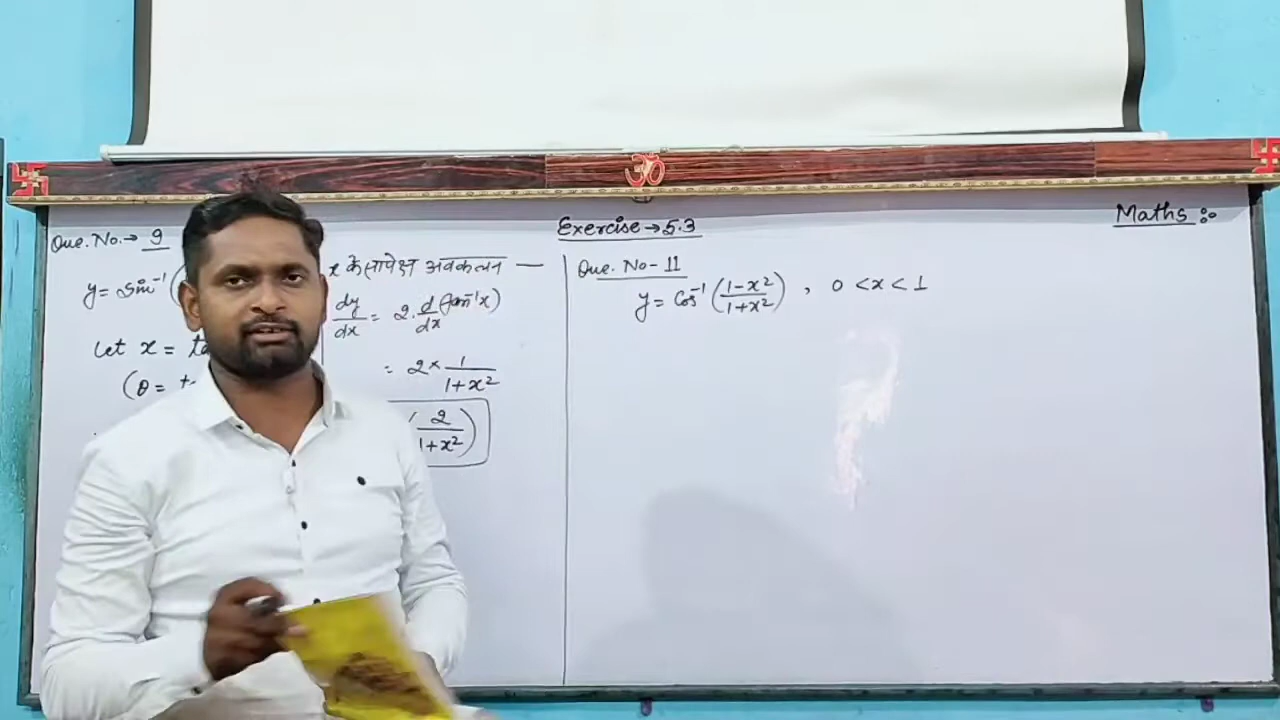 Maths :
Exercise → 5.3
Que. No. → 9
y = Sin⁻¹ (
Let x = ta
(θ = t
x के सापेक्ष अवकलन —
dy/dx = 2. d/dx (tan⁻¹x)
= 2 × 1/(1+x²)
( 2/(1+x²) )
Que. No - 11
y = Cos⁻¹ ((1-x²)/(1+x²)) , 0 < x < 1
ॐ